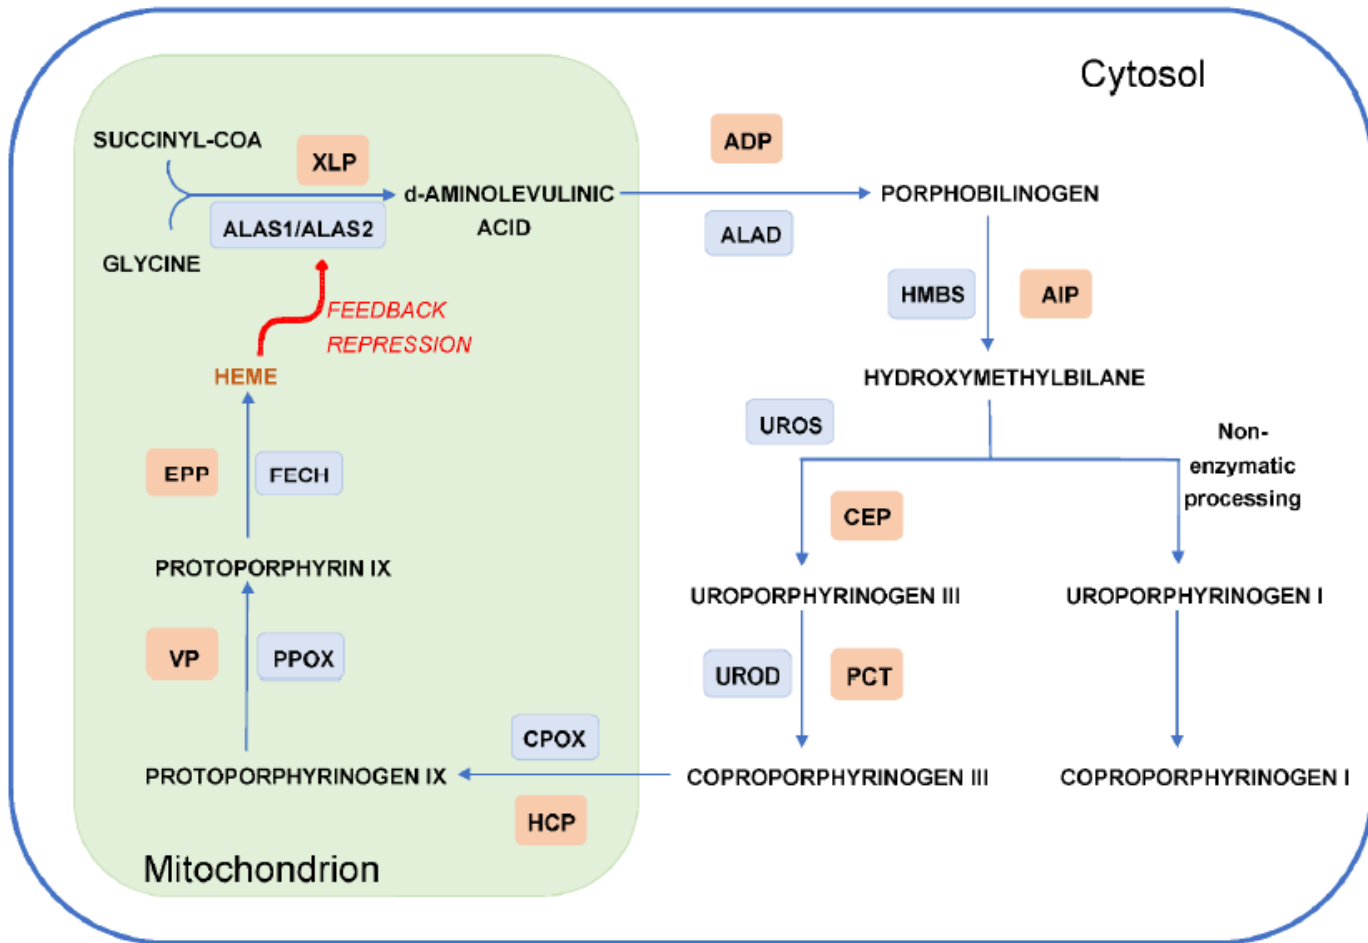 Cytosol
SUCCINYL-COA
XLP
ADP
d-AMINOLEVULINIC
ACID
PORPHOBILINOGEN
ALAS1/ALAS2
ALAD
GLYCINE
HMBS
AIP
FEEDBACK
REPRESSION
HEME
HYDROXYMETHYLBILANE
UROS
Non-
enzymatic
processing
EPP
FECH
CEP
PROTOPORPHYRIN IX
UROPORPHYRINOGEN III
UROPORPHYRINOGEN I
VP
PPOX
UROD
PCT
CPOX
PROTOPORPHYRINOGEN IX
COPROPORPHYRINOGEN III
COPROPORPHYRINOGEN I
HCP
Mitochondrion